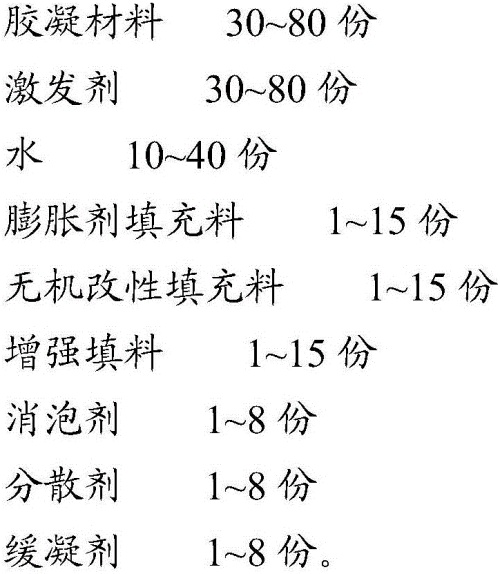 胶凝材料 30~80 份
激发剂 30~80 份
水 10~40 份
膨胀剂填充料 1~15 份
无机改性填充料 1~15 份
增强填料 1~15 份
消泡剂 1~8 份
分散剂 1~8 份
缓凝剂 1~8 份。